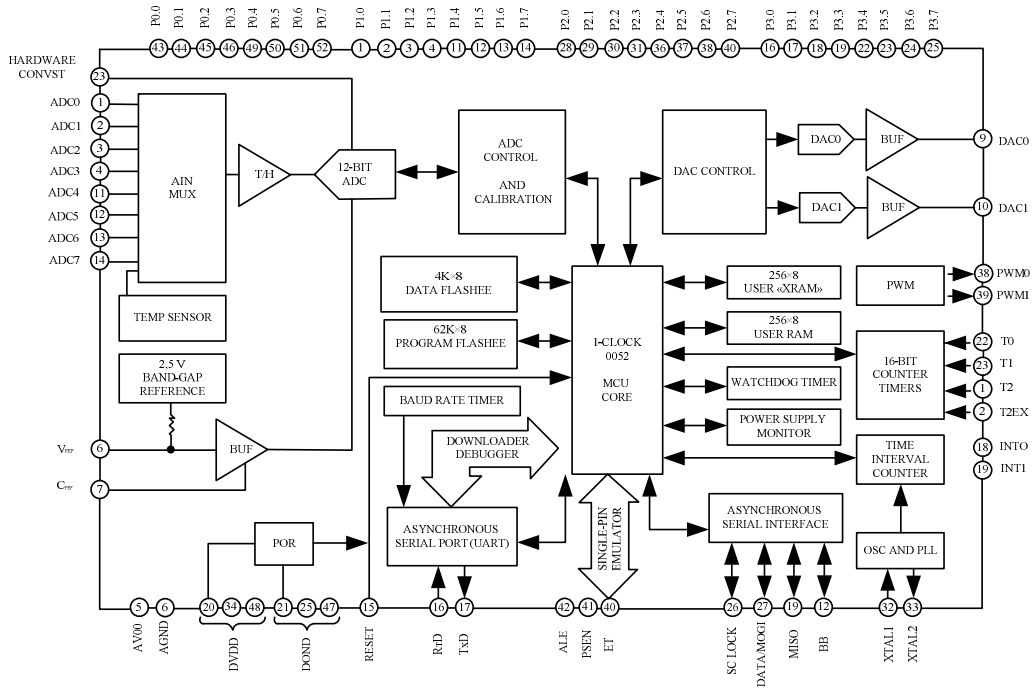 P0.0 P0.1 P0.2 P0.3 P0.4 P0.5 P0.6 P0.7 P1.0 P1.1 P1.2 P1.3 P1.4 P1.5 P1.6 P1.7 P2.0 P2.1 P2.2 P2.3 P2.4 P2.5 P2.6 P2.7 P3.0 P3.1 P3.2 P3.3 P3.4 P3.5 P3.6 P3.7
43 44 45 46 49 50 51 52 1 2 3 4 11 12 13 14 28 29 30 31 36 37 38 40 16 17 18 19 22 23 24 25
HARDWARE
CONVST
23
ADC0 1
ADC1 2
ADC2 3
ADC3 4
ADC4 11
ADC5 12
ADC6 13
ADC7 14
AIN
MUX
T/H
12-BIT
ADC
ADC
CONTROL
AND
CALIBRATION
DAC CONTROL
DAC0
BUF
9 DAC0
DAC1
BUF
10 DAC1
TEMP SENSOR
4K×8
DATA FLASHEE
62K×8
PROGRAM FLASHEE
1-CLOCK
0052
MCU
CORE
256×8
USER «XRAM»
256×8
USER RAM
WATCHDOG TIMER
POWER SUPPLY
MONITOR
PWM
38 PWM0
39 PWM1
16-BIT
COUNTER
TIMERS
22 T0
23 T1
1 T2
2 T2EX
18 INTO
19 INT1
TIME
INTERVAL
COUNTER
2,5 V
BAND-GAP
REFERENCE
BAUD RATE TIMER
DOWNLOADER
DEBUGGER
BUF
6
7
POR
ASYNCHRONOUS
SERIAL PORT (UART)
SINGLE-PIN
EMULATOR
ASYNCHRONOUS
SERIAL INTERFACE
OSC AND PLL
5 6 20 34 48 21 25 47 15 16 17 42 41 40 26 27 19 12 32 33
AV00 AGND DVDD DOND RESET RrD TxD ALE PSEN ET SC LOCK DATA/MOGI MISO BB XTAL1 XTAL2